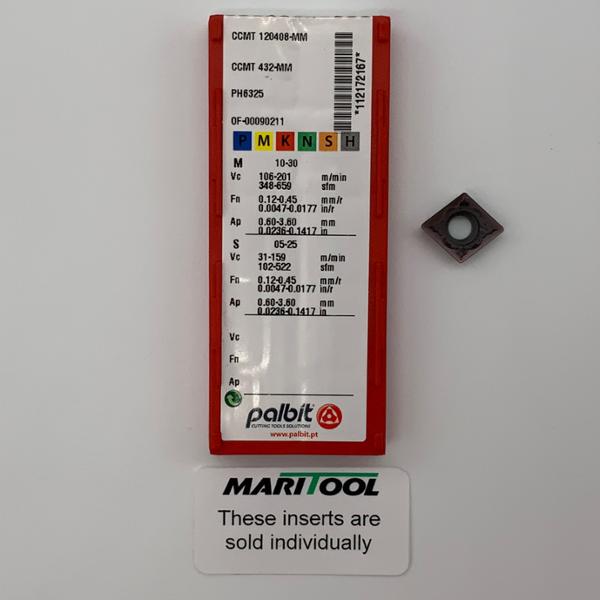 CCMT 120408-MM
CCMT 432-MM
PH6325
OF-00090211
*112172167*
P M K N S H
M 10-30
Vc 106-201 m/min
348-659 sfm
Fn 0.12-0.45 mm/r
0.0047-0.0177 in/r
Ap 0.60-3.60 mm
0.0236-0.1417 in
S 05-25
Vc 31-159 m/min
102-522 sfm
Fn 0.12-0.45 mm/r
0.0047-0.0177 in/r
Ap 0.60-3.60 mm
0.0236-0.1417 in
Vc
Fn
Ap
palbit
CUTTING TOOLS SOLUTIONS
www.palbit.pt
MARITOOL
These inserts are
sold individually